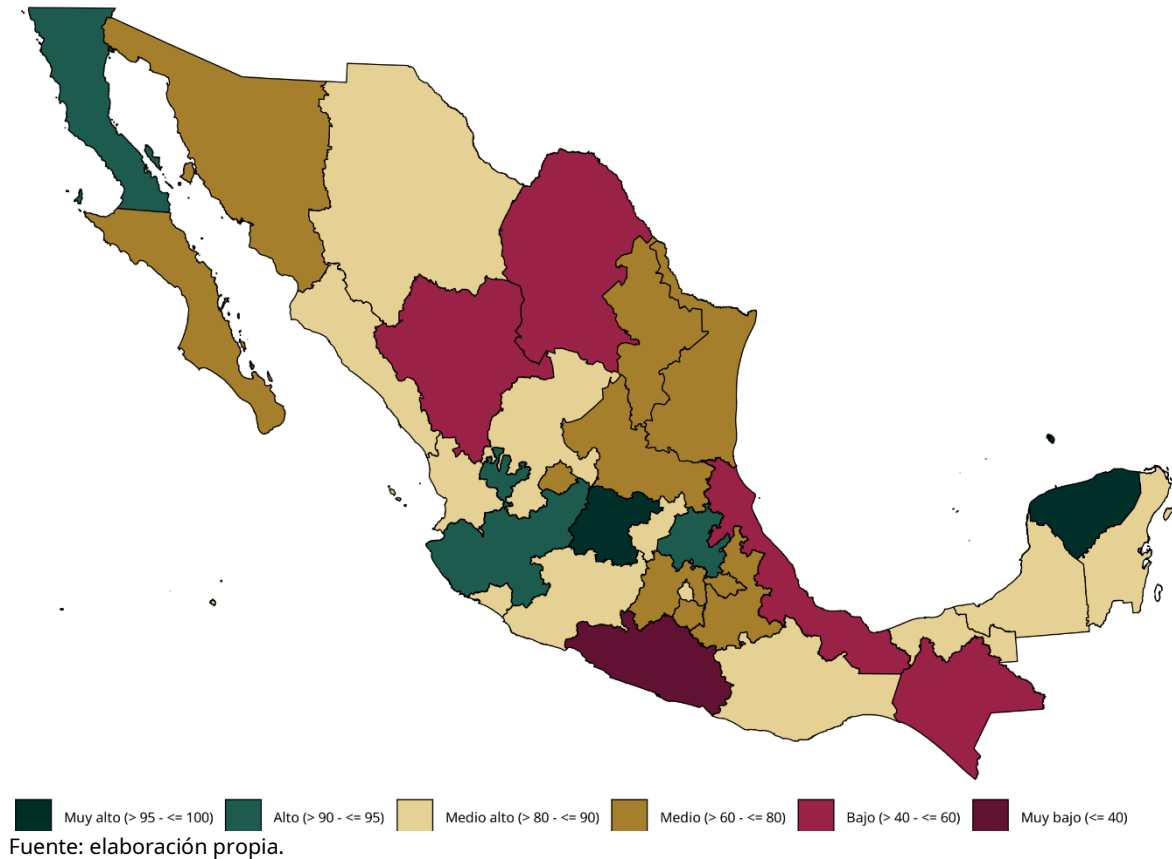 Muy alto (> 95 - <= 100) Alto (> 90 - <= 95) Medio alto (> 80 - <= 90) Medio (> 60 - <= 80) Bajo (> 40 - <= 60) Muy bajo (<= 40)
Fuente: elaboración propia.